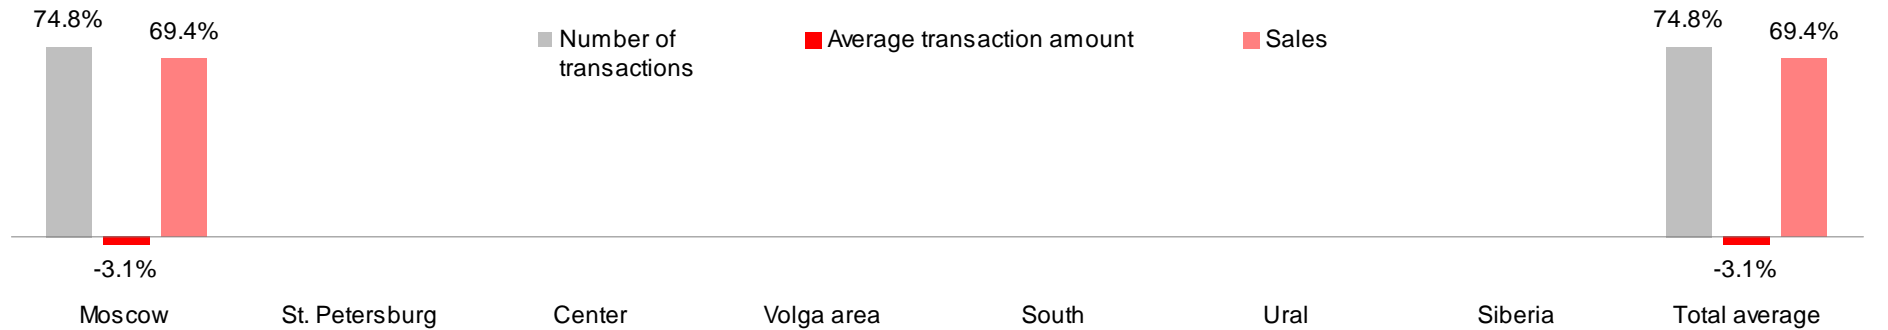 74.8%
69.4%
Number of
transactions
Average transaction amount
Sales
74.8%
69.4%
-3.1%
-3.1%
Moscow
St. Petersburg
Center
Volga area
South
Ural
Siberia
Total average